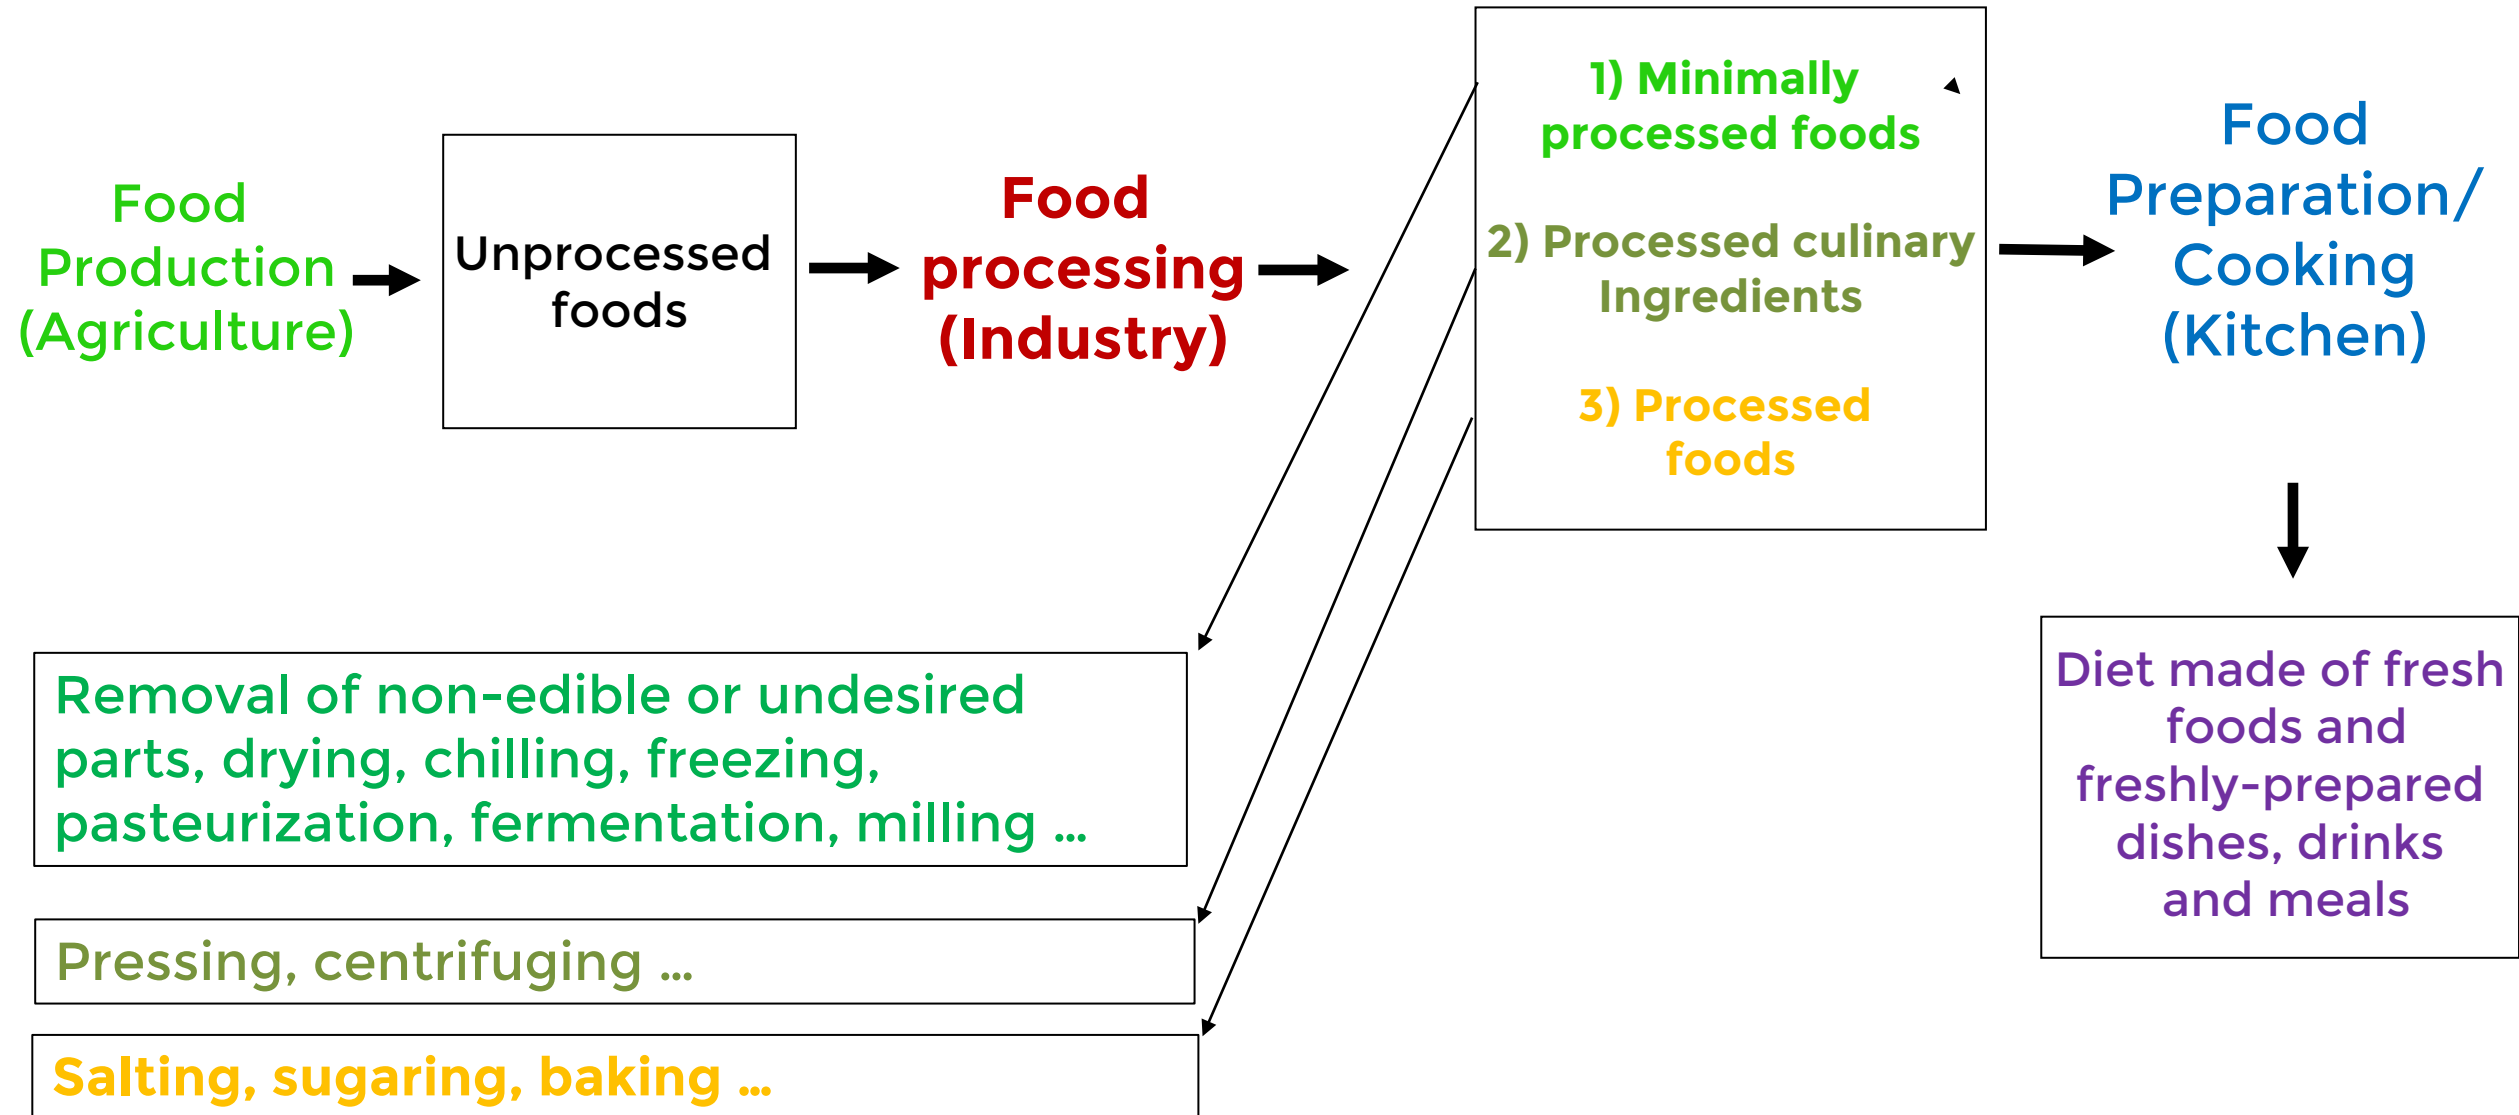 Food
Production
(Agriculture)
Unprocessed
foods
Food
processing
(Industry)
1) Minimally
processed foods
2) Processed culinary
Ingredients
3) Processed
foods
Food
Preparation/
Cooking
(Kitchen)
Diet made of fresh
foods and
freshly-prepared
dishes, drinks
and meals
Removal of non-edible or undesired
parts, drying, chilling, freezing,
pasteurization, fermentation, milling ...
Pressing, centrifuging ...
Salting, sugaring, baking ...